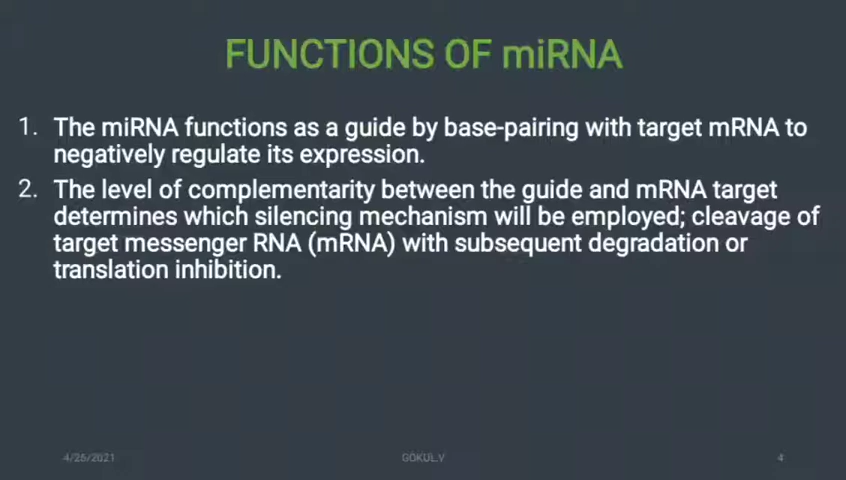 FUNCTIONS OF miRNA
1. The miRNA functions as a guide by base-pairing with target mRNA to
negatively regulate its expression.
2. The level of complementarity between the guide and mRNA target
determines which silencing mechanism will be employed; cleavage of
target messenger RNA (mRNA) with subsequent degradation or
translation inhibition.
4/26/2021 GOKUL.V 4